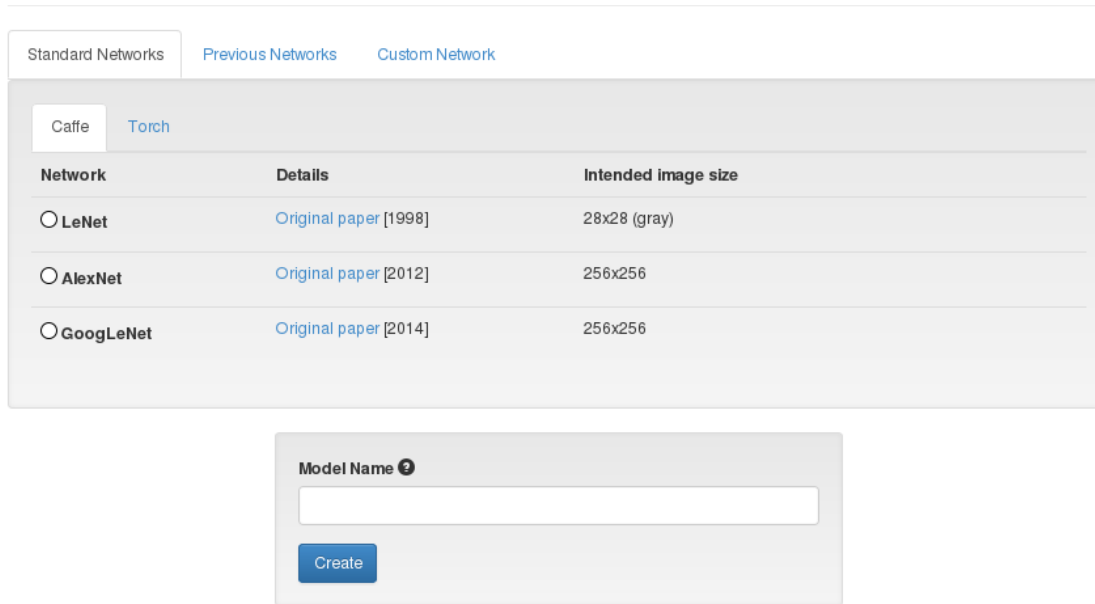 Standard Networks Previous Networks Custom Network
Caffe Torch
Network Details Intended image size
LeNet Original paper [1998] 28x28 (gray)
AlexNet Original paper [2012] 256x256
GoogLeNet Original paper [2014] 256x256
Model Name ?
Create